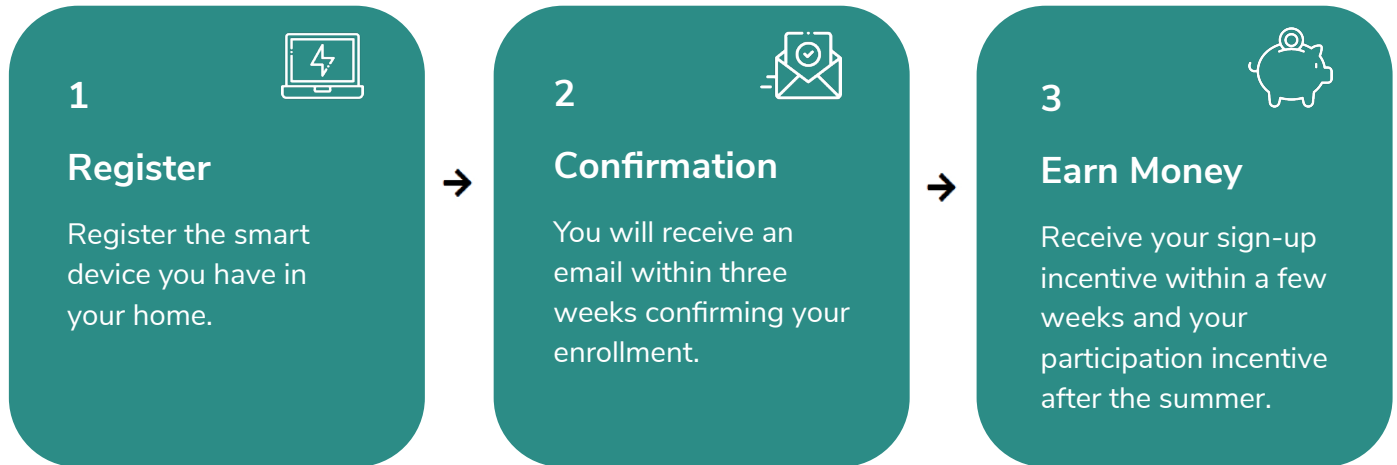 1
Register
Register the smart
device you have in
your home.
2
Confirmation
You will receive an
email within three
weeks confirming your
enrollment.
3
Earn Money
Receive your sign-up
incentive within a few
weeks and your
participation incentive
after the summer.